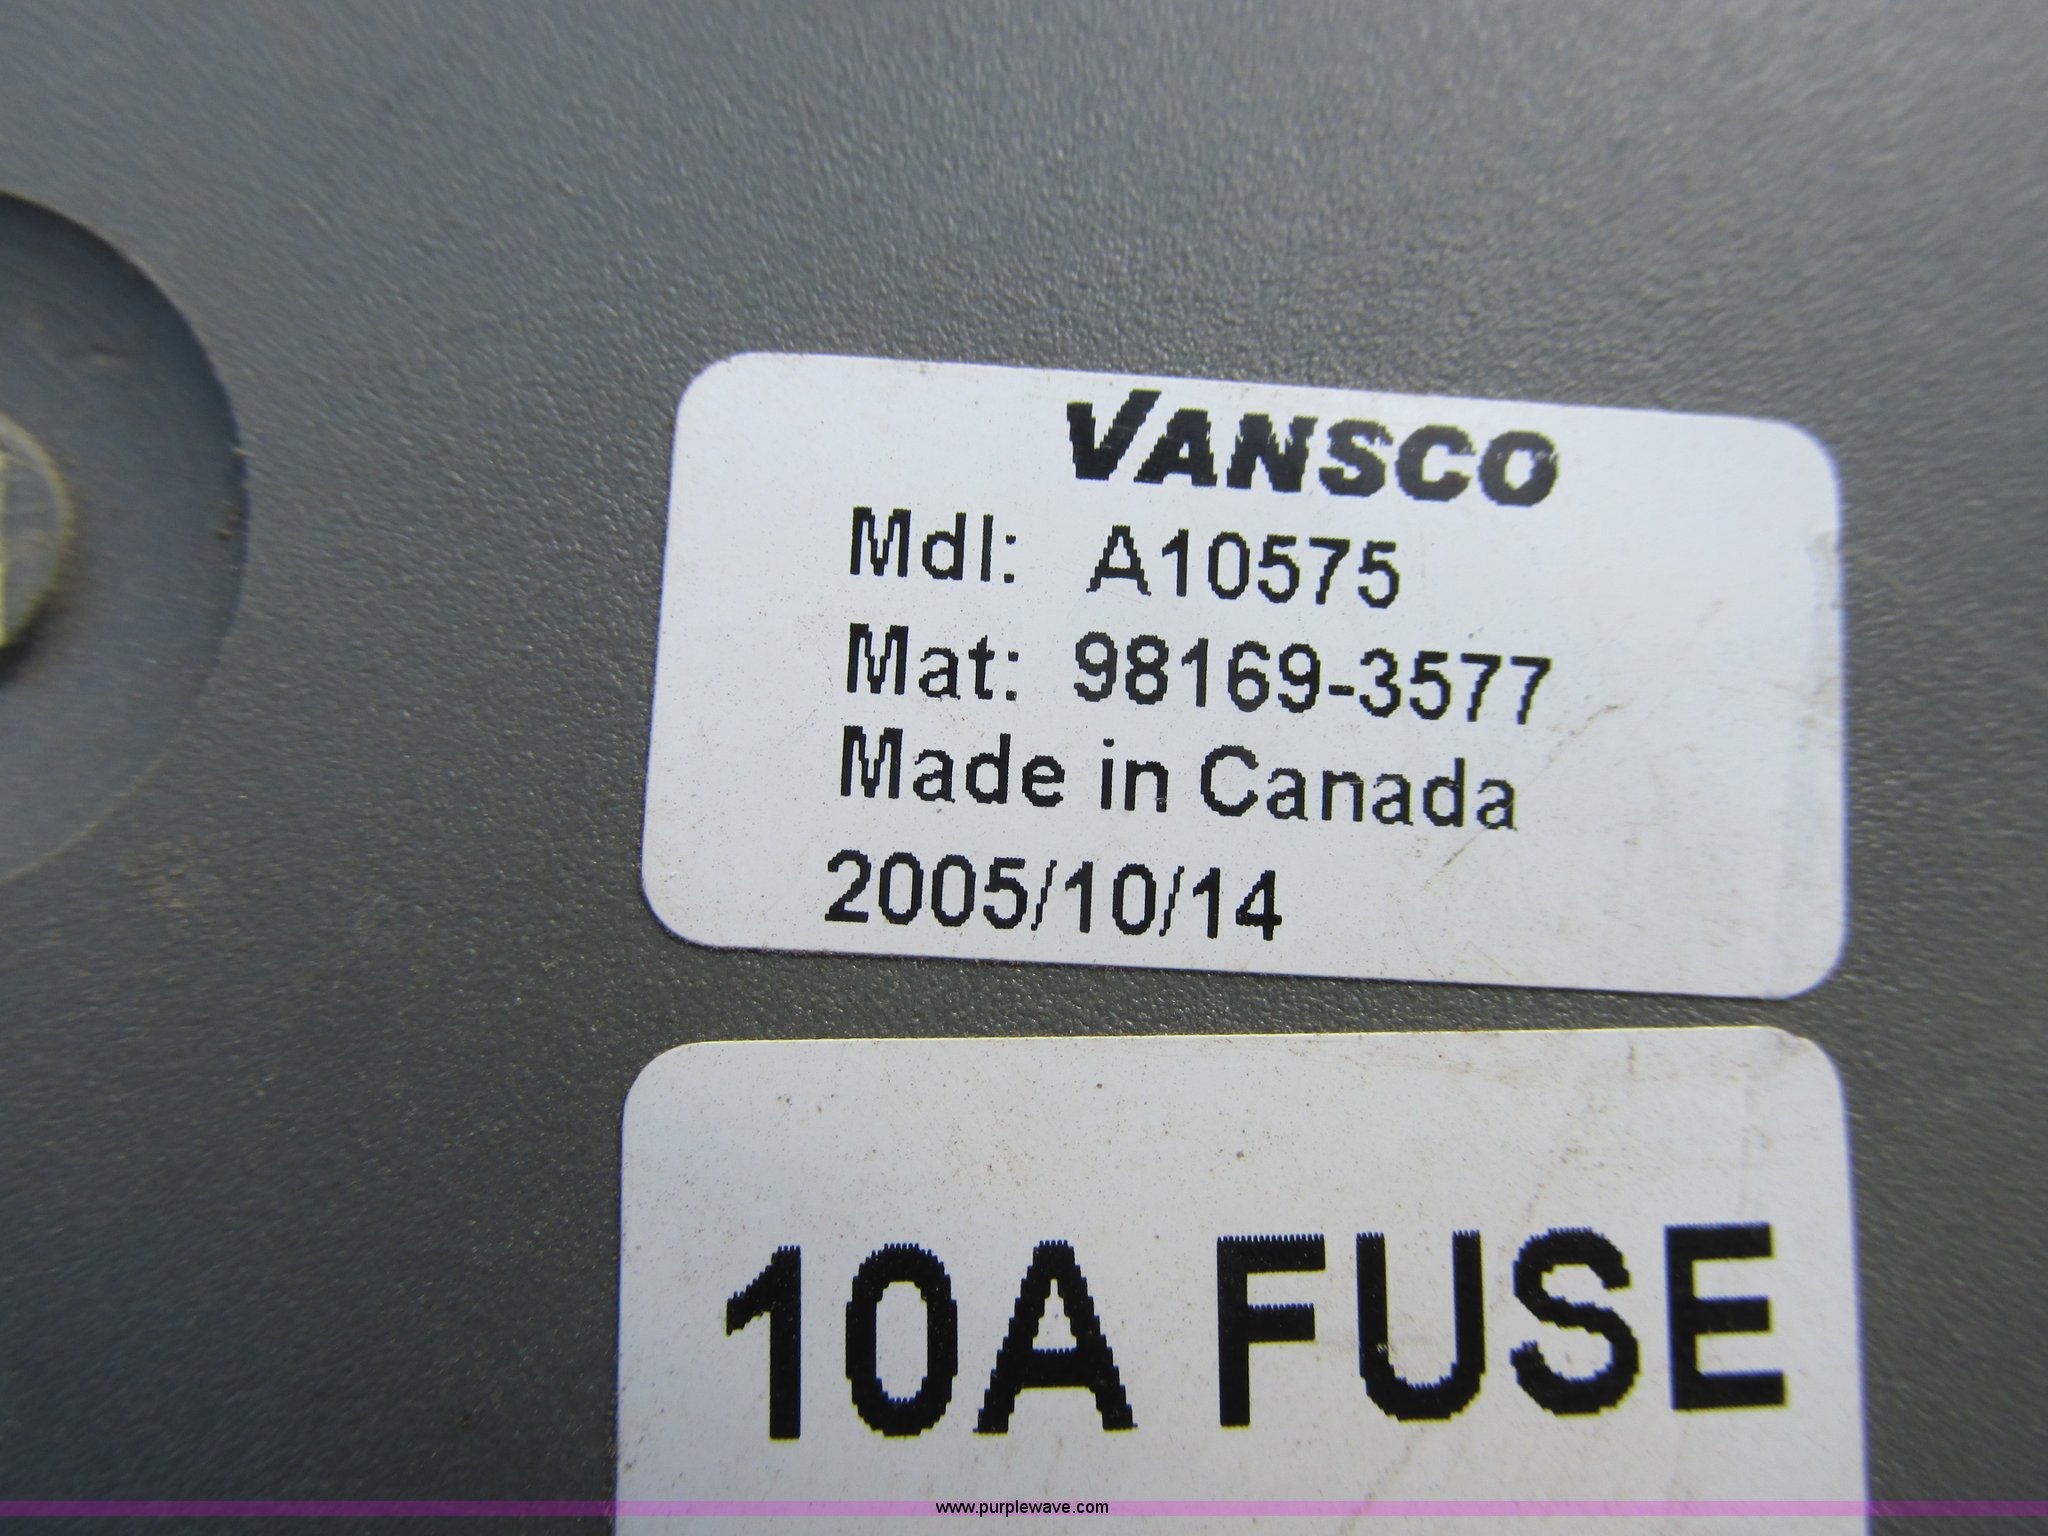 VANSCO
Mdl: A10575
Mat: 98169-3577
Made in Canada
2005/10/14
10A FUSE
www.purplewave.com